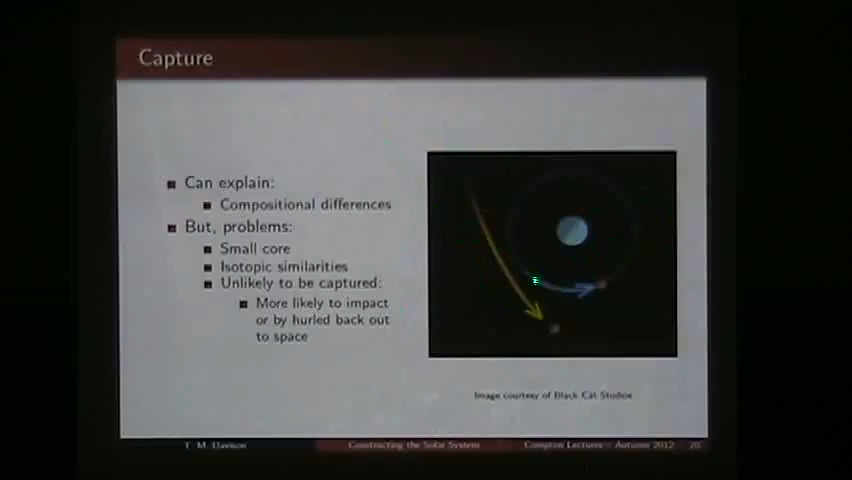 Capture
Can explain:
Compositional differences
But, problems:
Small core
Isotopic similarities
Unlikely to be captured:
More likely to impact
or by hurled back out
to space
Image courtesy of Black Cat Studios
T. M. Davison
Constructing the Solar System
Compton Lectures – Autumn 2012
20